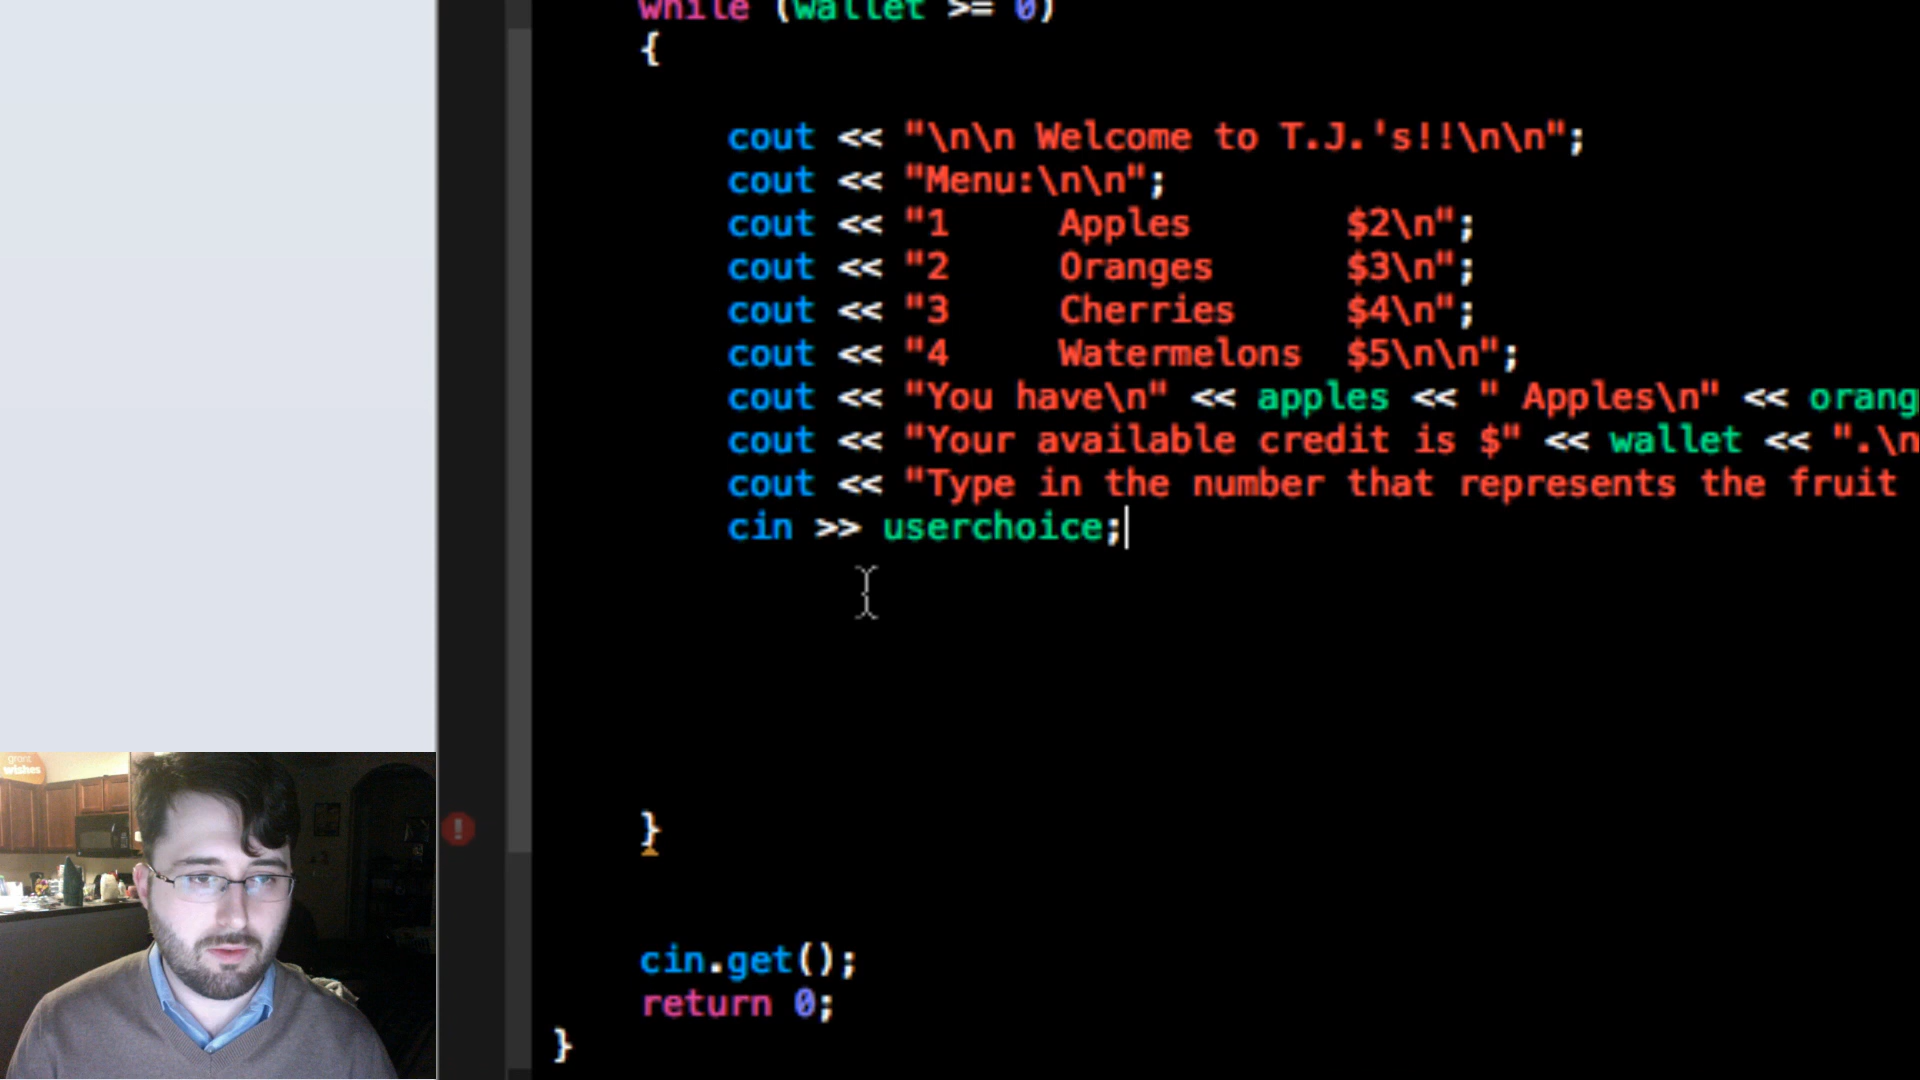 while (wallet >= 0)
{
cout << "\n\n Welcome to T.J.'s!!\n\n";
cout << "Menu:\n\n";
cout << "1     Apples       $2\n";
cout << "2     Oranges      $3\n";
cout << "3     Cherries     $4\n";
cout << "4     Watermelons  $5\n\n";
cout << "You have\n" << apples << " Apples\n" << orang
cout << "Your available credit is $" << wallet << ".\n
cout << "Type in the number that represents the fruit
cin >> userchoice;
}
cin.get();
return 0;
}
grant
wishes